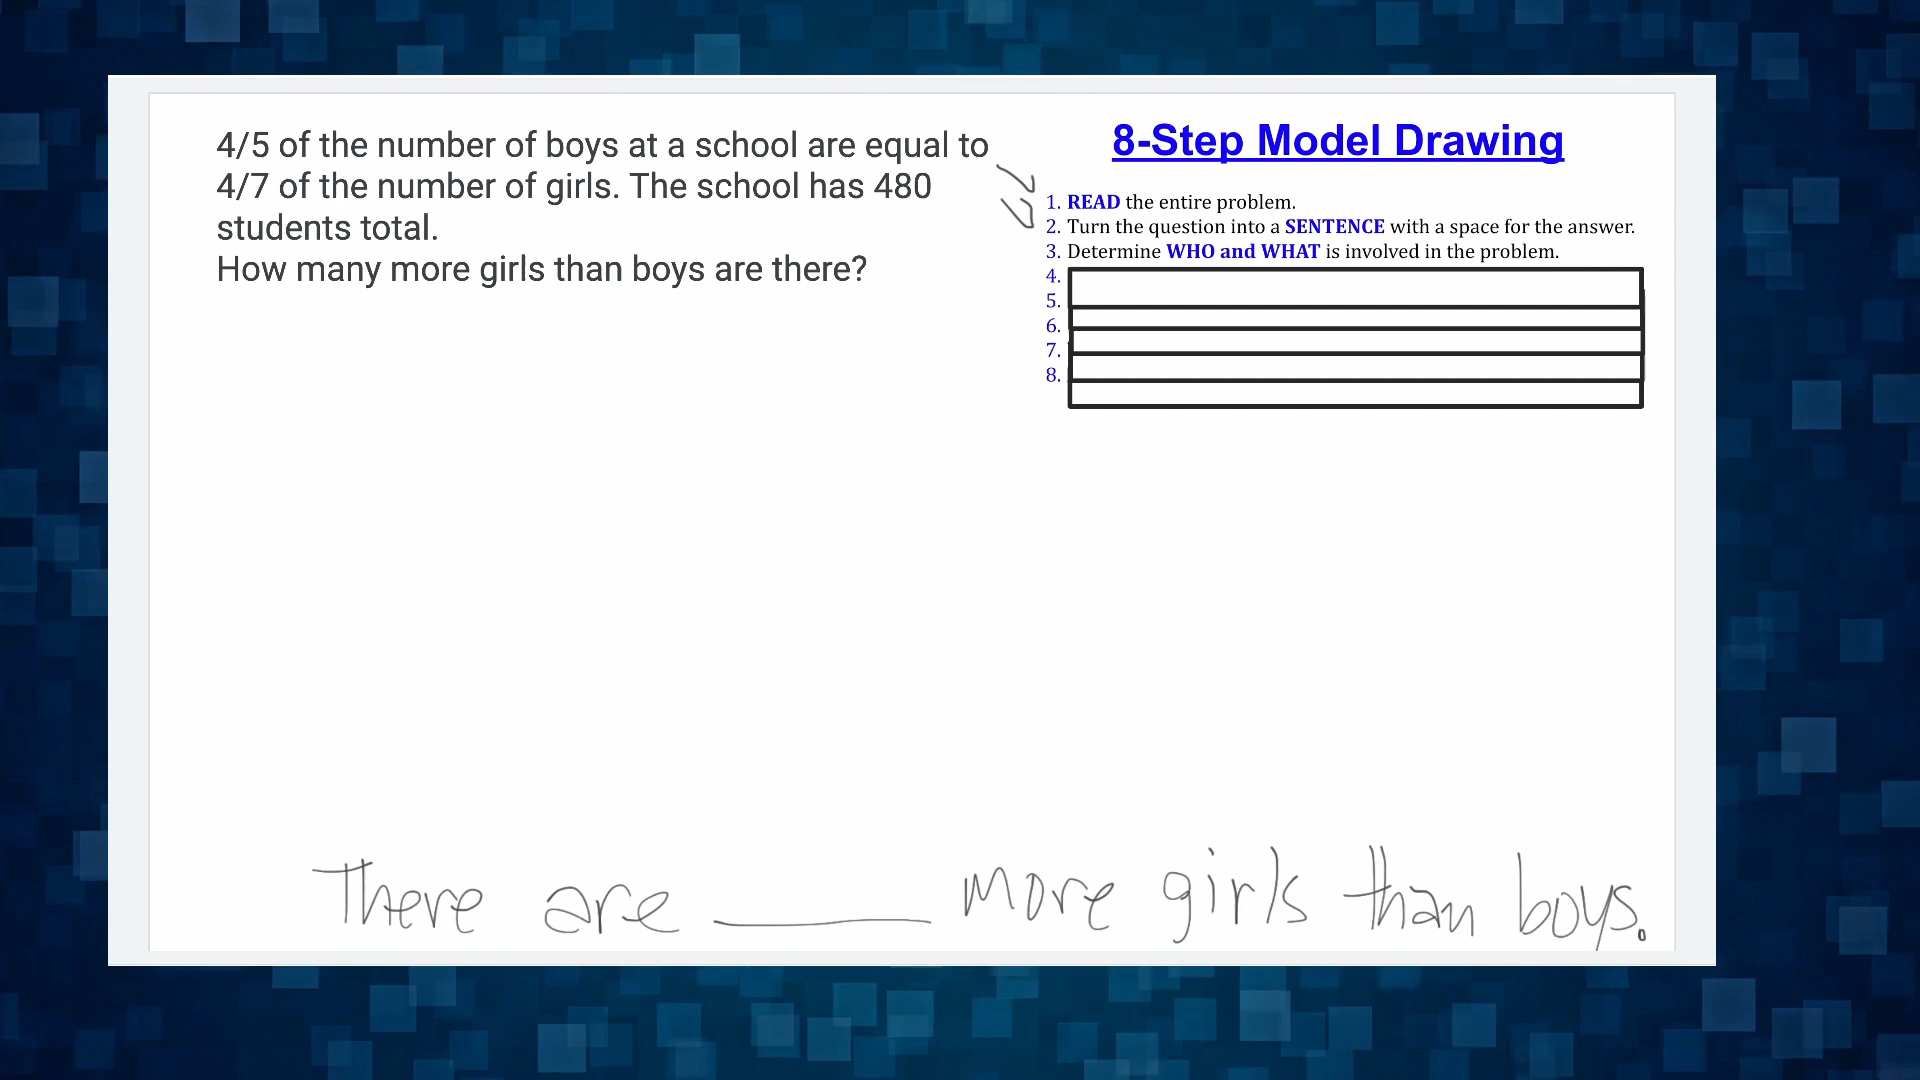 4/5 of the number of boys at a school are equal to
4/7 of the number of girls. The school has 480
students total.
How many more girls than boys are there?
8-Step Model Drawing
1. READ the entire problem.
2. Turn the question into a SENTENCE with a space for the answer.
3. Determine WHO and WHAT is involved in the problem.
4.
5.
6.
7.
8.
There are ______ more girls than boys.